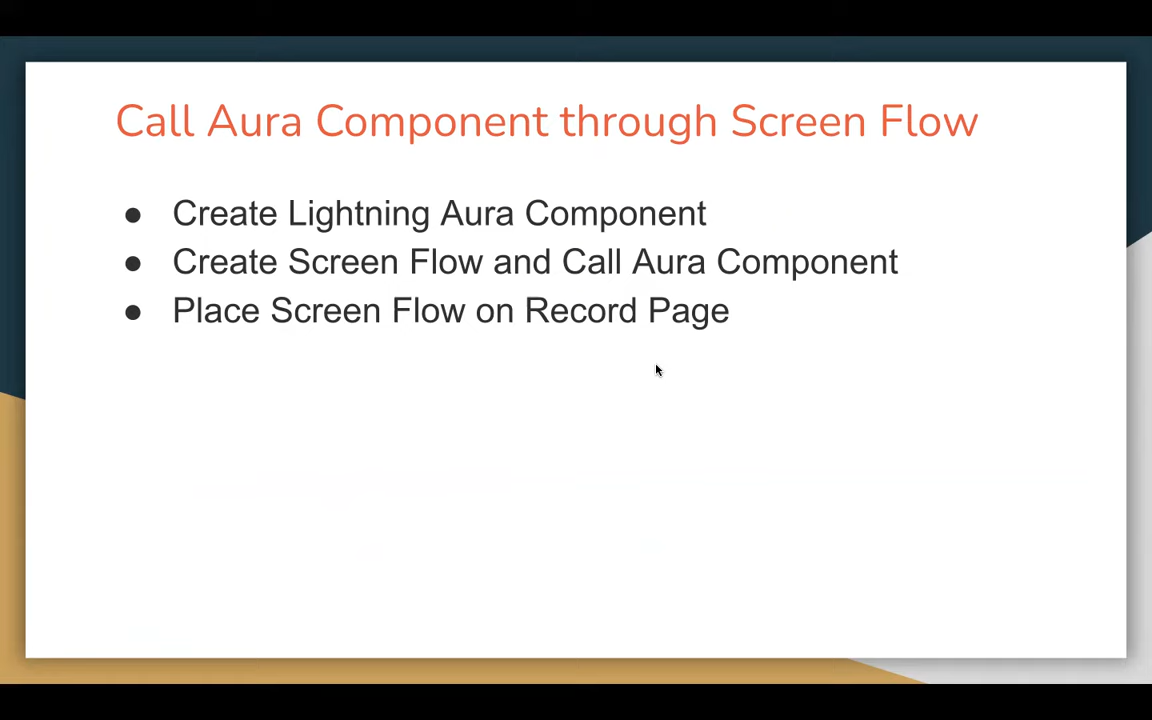 Call Aura Component through Screen Flow
● Create Lightning Aura Component
● Create Screen Flow and Call Aura Component
● Place Screen Flow on Record Page